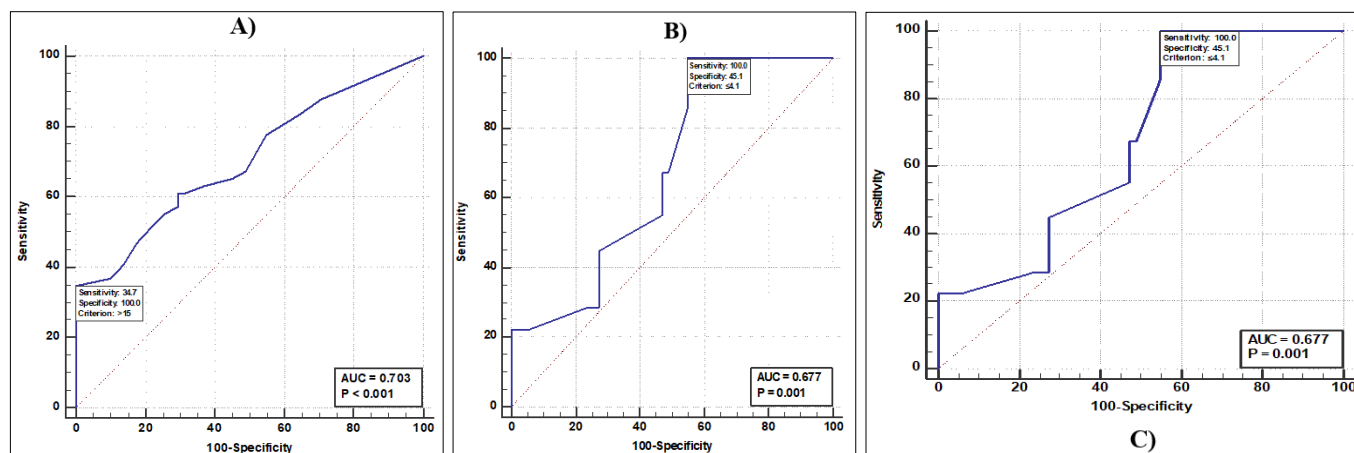 A)
100
80
60
40
20
0
Sensitivity
Sensitivity: 34.7
Specificity: 100.0
Criterion: >15
AUC = 0.703
P < 0.001
0 20 40 60 80 100
100-Specificity
B)
100
80
60
40
20
0
Sensitivity
Sensitivity: 100.0
Specificity: 45.1
Criterion: ≤4.1
AUC = 0.677
P = 0.001
0 20 40 60 80 100
100-Specificity
100
80
60
40
20
0
Sensitivity
Sensitivity: 100.0
Specificity: 45.1
Criterion: ≤4.1
AUC = 0.677
P = 0.001
0 20 40 60 80 100
100-Specificity
C)